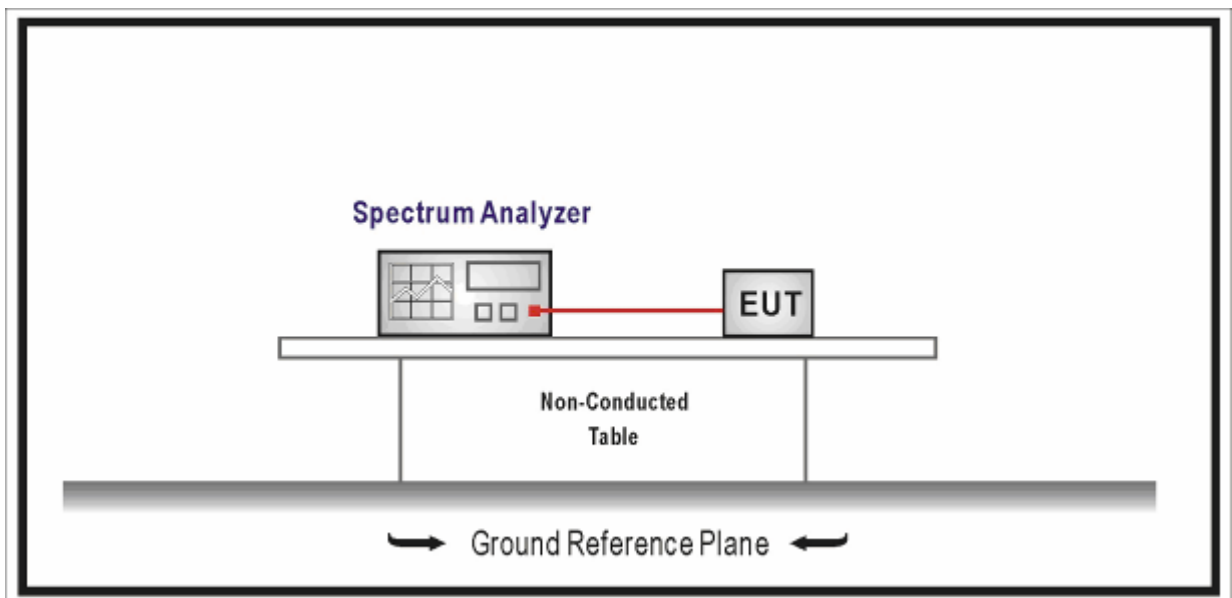 Spectrum Analyzer
EUT
Non-Conducted
Table
Ground Reference Plane